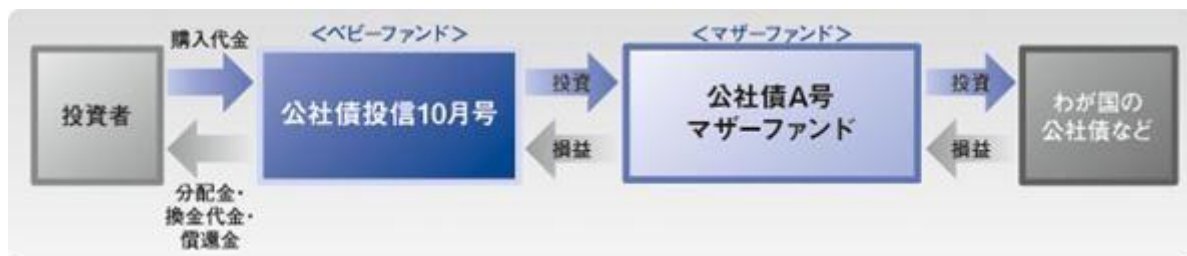 購入代金
<ベビーファンド>
<マザーファンド>
投資者
公社債投信10月号
投資
公社債A号
マザーファンド
投資
わが国の
公社債など
損益
損益
分配金・
換金代金・
償還金